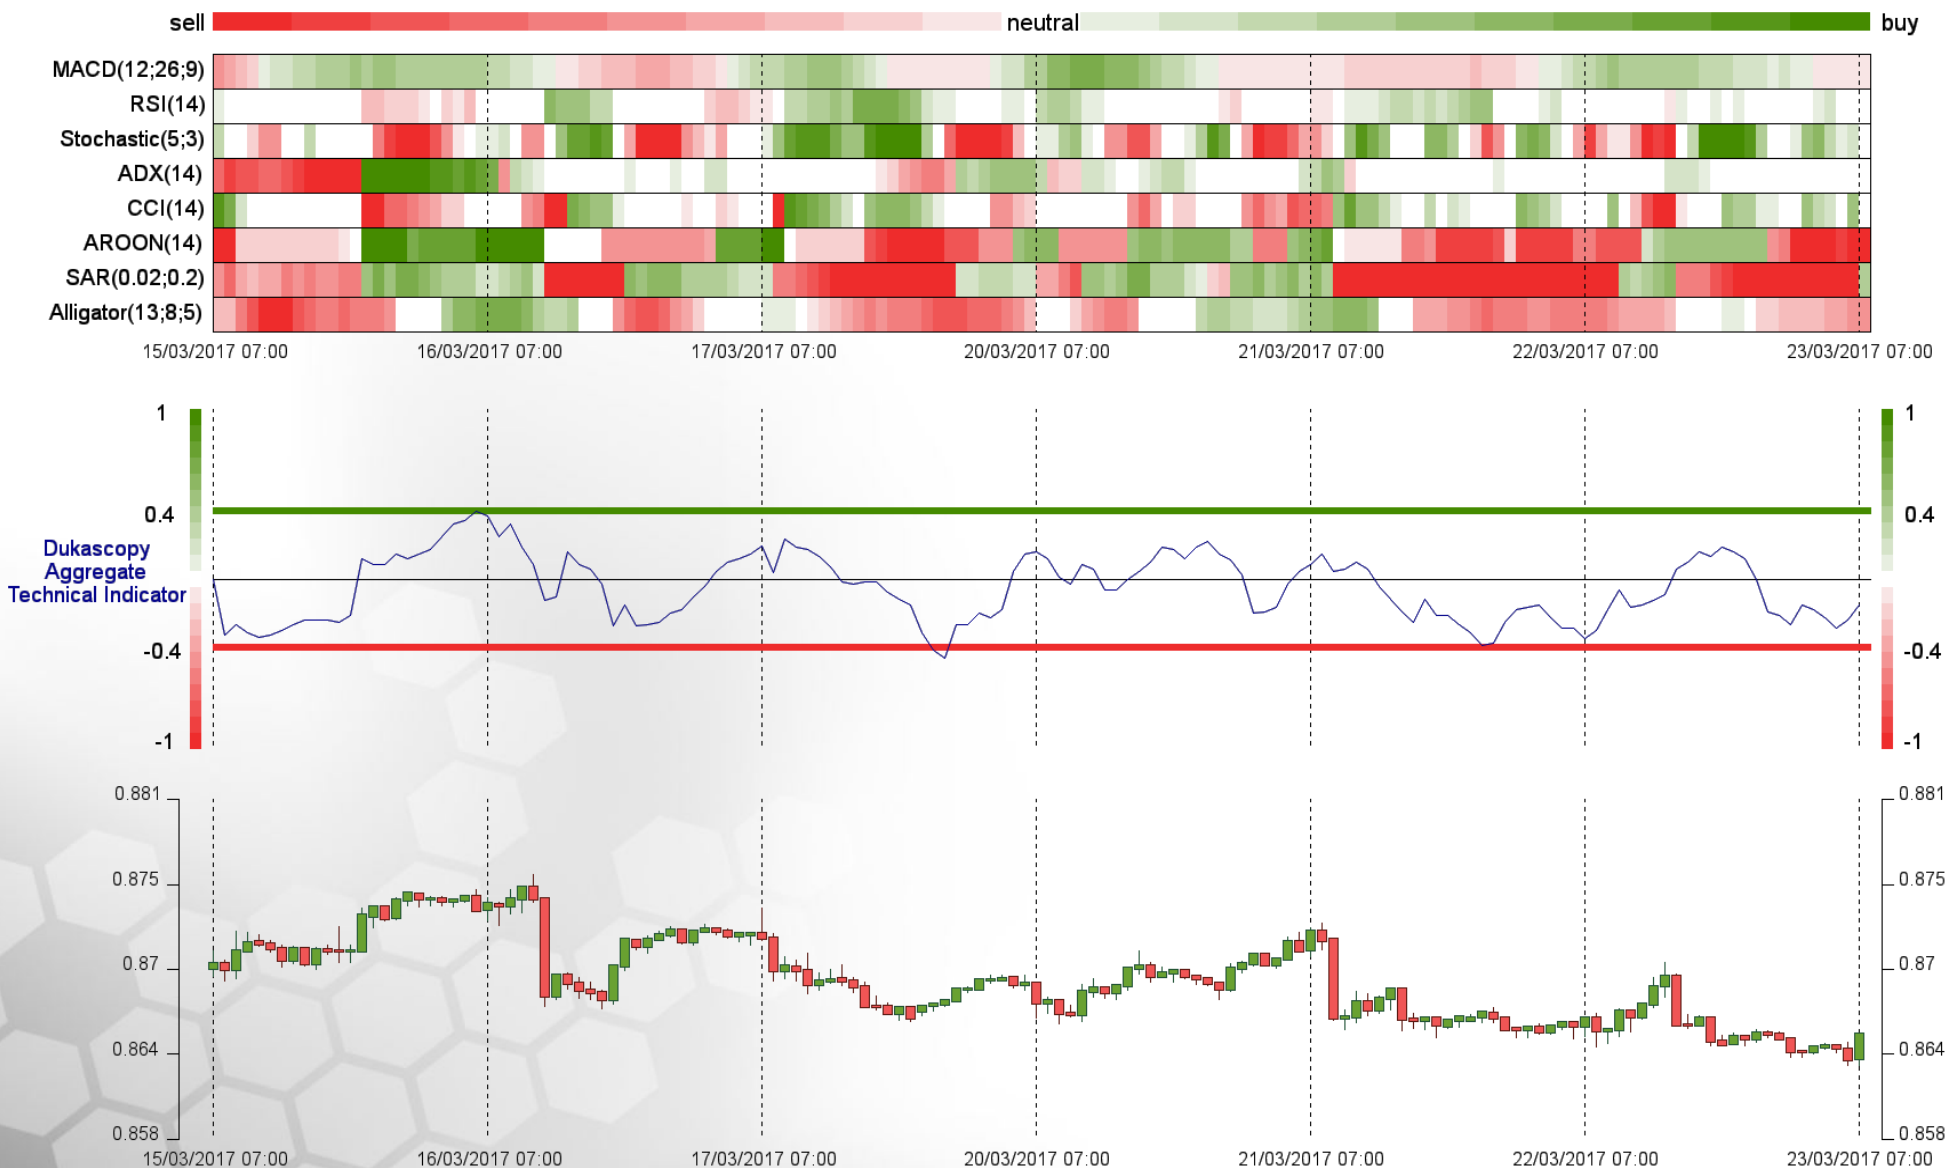 sell neutral buy
MACD(12;26;9)
RSI(14)
Stochastic(5;3)
ADX(14)
CCI(14)
AROON(14)
SAR(0.02;0.2)
Alligator(13;8;5)
15/03/2017 07:00 16/03/2017 07:00 17/03/2017 07:00 20/03/2017 07:00 21/03/2017 07:00 22/03/2017 07:00 23/03/2017 07:00
1 1
0.4 0.4
Dukascopy
Aggregate
Technical Indicator
-0.4 -0.4
-1 -1
0.881 0.881
0.875 0.875
0.87 0.87
0.864 0.864
0.858 0.858
15/03/2017 07:00 16/03/2017 07:00 17/03/2017 07:00 20/03/2017 07:00 21/03/2017 07:00 22/03/2017 07:00 23/03/2017 07:00